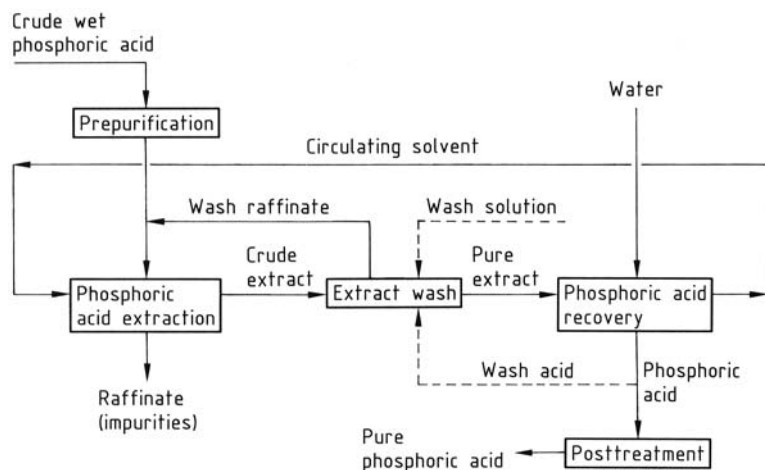 Crude wet
phosphoric acid
Water
Prepurification
Circulating solvent
Wash raffinate
Wash solution
Crude
extract
Pure
extract
Phosphoric
acid extraction
Extract wash
Phosphoric acid
recovery
Wash acid
Phosphoric
acid
Raffinate
(impurities)
Pure
phosphoric acid
Posttreatment